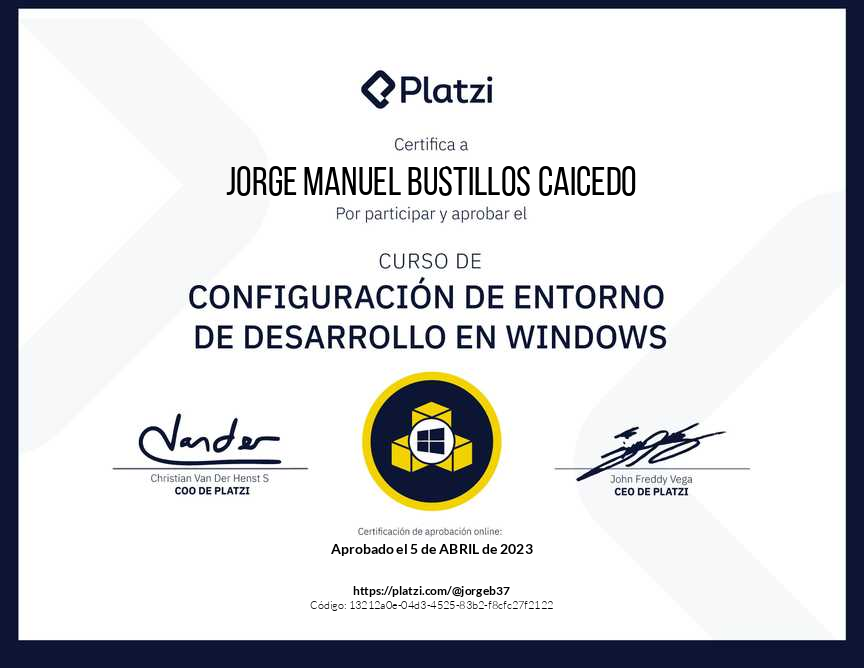 Platzi
Certifica a
JORGE MANUEL BUSTILLOS CAICEDO
Por participar y aprobar el
CURSO DE
CONFIGURACIÓN DE ENTORNO
DE DESARROLLO EN WINDOWS
Vander
Christian Van Der Henst S
COO DE PLATZI
John Freddy Vega
CEO DE PLATZI
Certificación de aprobación online:
Aprobado el 5 de ABRIL de 2023
https://platzi.com/@jorgeb37
Código: 13212a0e-04d3-4525-83b2-f8cfc27f2122